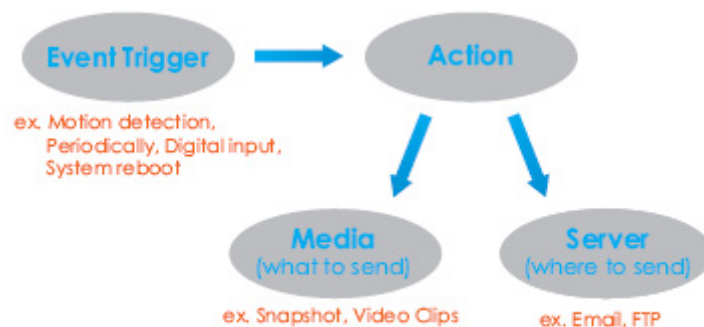 Event Trigger
Action
ex. Motion detection,
Periodically, Digital input,
System reboot
Media
(what to send)
Server
(where to send)
ex. Snapshot, Video Clips
ex. Email, FTP